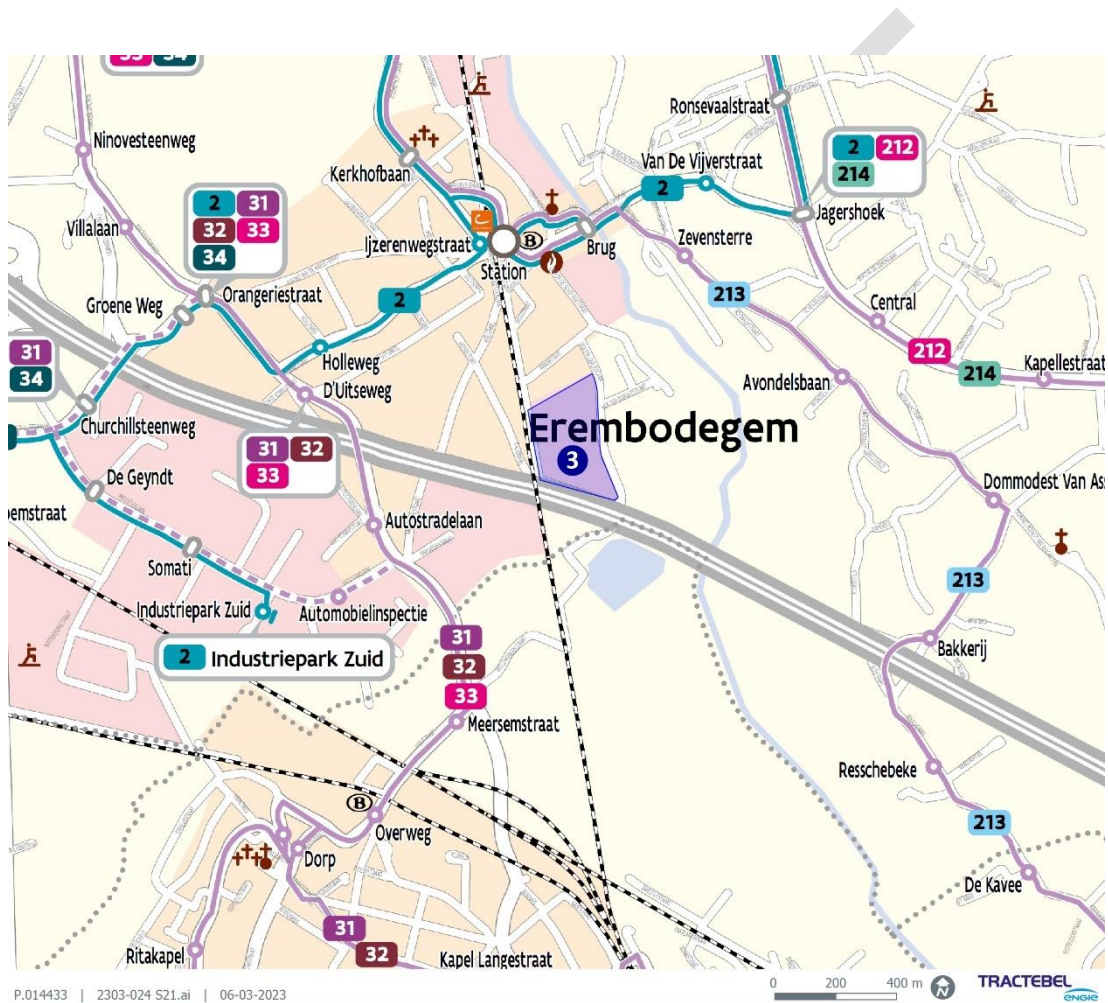 33 34
Ninovesteenweg
Villalaan
2 31
32 33
34
Groene Weg
Orangeriestraat
31
34
Churchillsteenweg
De Geyndt
Somati
Industriepark Zuid
Automobielinspectie
2 Industriepark Zuid
Kerkhofbaan
Ijzerenwegstraat
B
Station
Brug
2
Holleweg
D'Uitseweg
31 32
33
Autostradelaan
31
32
33
Meersemstraat
B
Overweg
Dorp
31
32
Ritakapel
Kapel Langestraat
Ronsevaalstraat
Van De Vijverstraat
2
2 212
214
Jagershoek
Zevensterre
213
Central
212
214
Kapellestraat
Avondelsbaan
Erembodegem
3
Dommodest Van Ass
213
Bakkerij
Resschebeke
213
De Kavee
P.014433 | 2303-024 S21.ai | 06-03-2023
0 200 400 m
N
TRACTEBEL
ENGIE